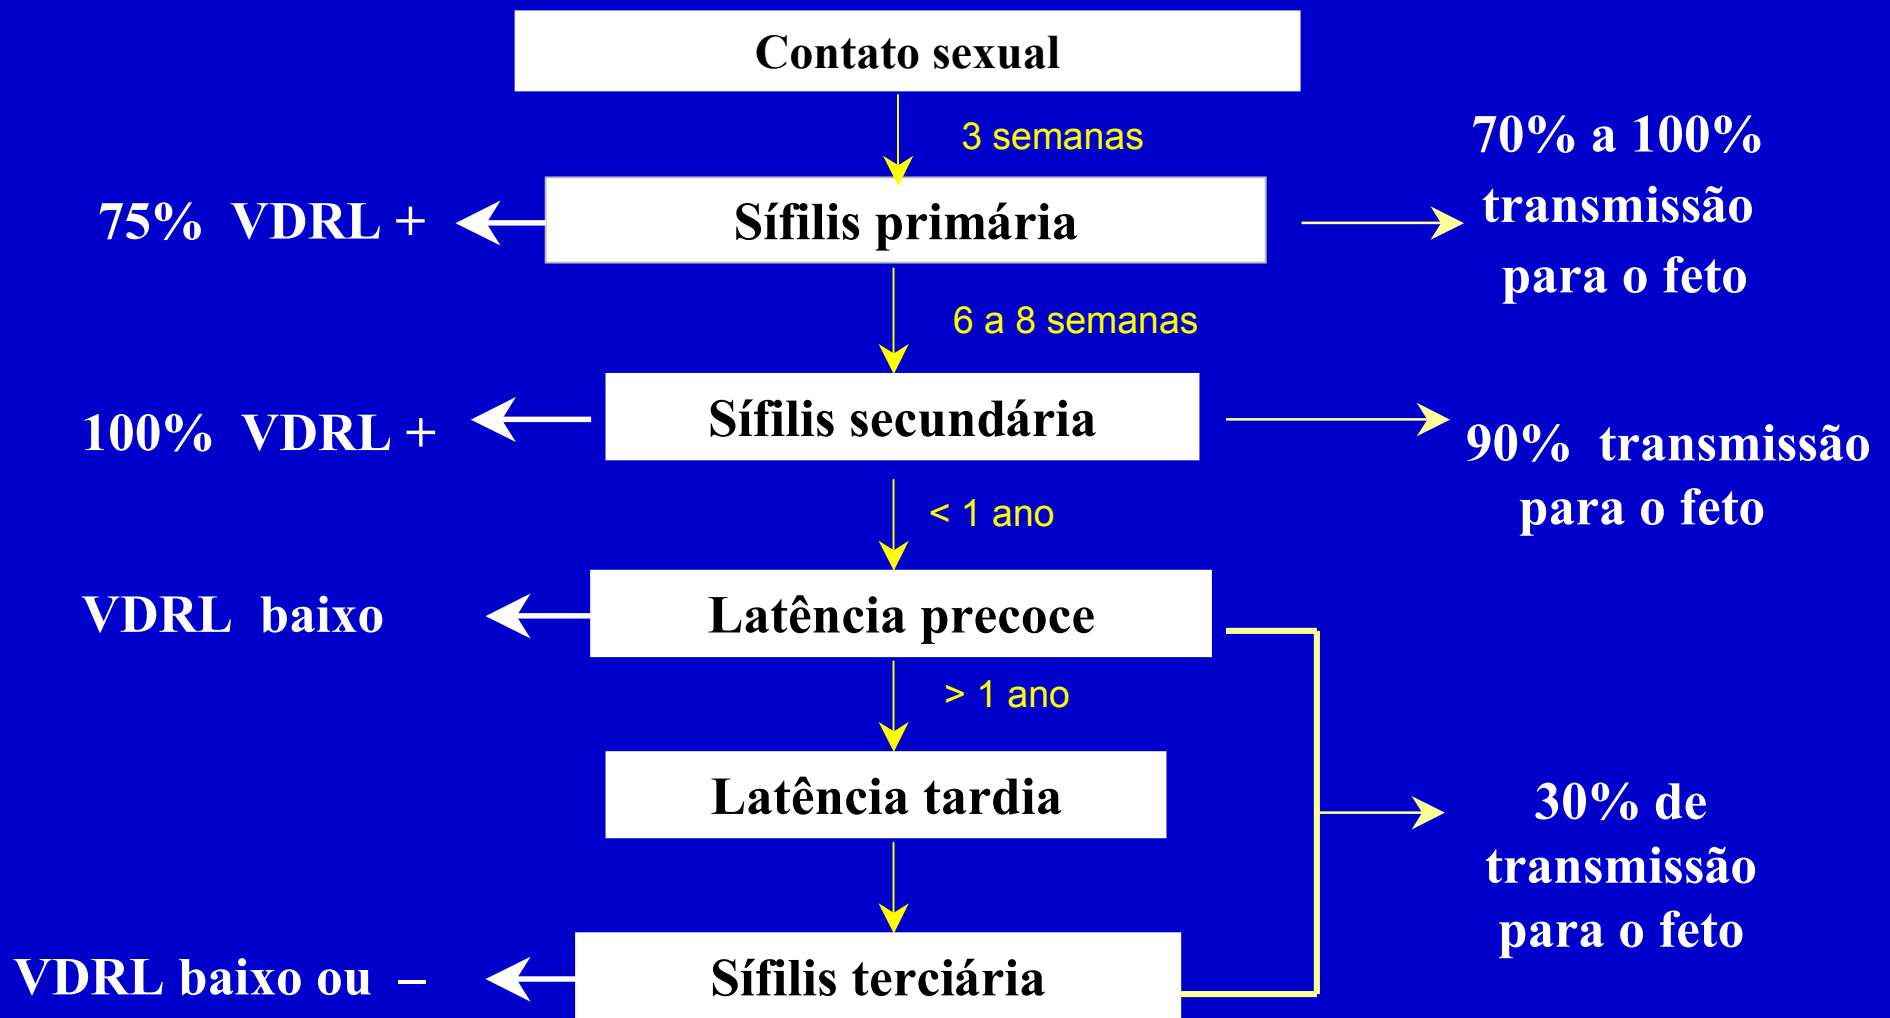 Contato sexual
3 semanas
75% VDRL +
Sífilis primária
70% a 100%
transmissão
para o feto
6 a 8 semanas
100% VDRL +
Sífilis secundária
90% transmissão
para o feto
< 1 ano
VDRL baixo
Latência precoce
> 1 ano
Latência tardia
30% de
transmissão
para o feto
VDRL baixo ou –
Sífilis terciária